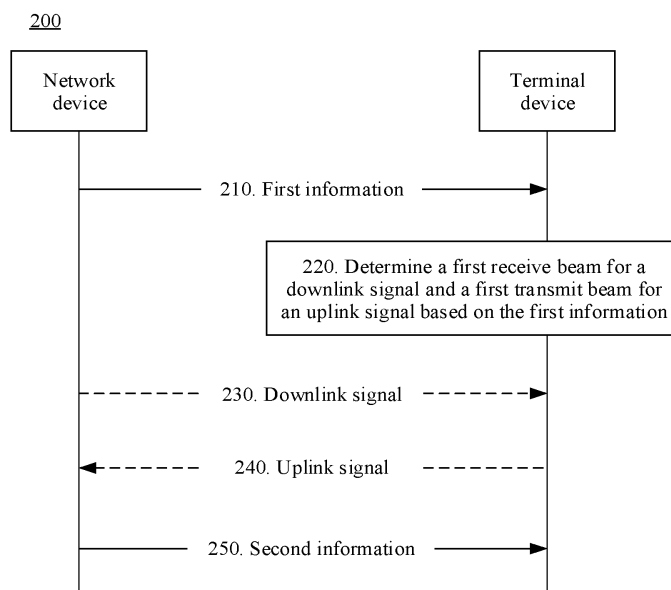 200
Network
device
Terminal
device
210. First information
220. Determine a first receive beam for a
downlink signal and a first transmit beam for
an uplink signal based on the first information
230. Downlink signal
240. Uplink signal
250. Second information